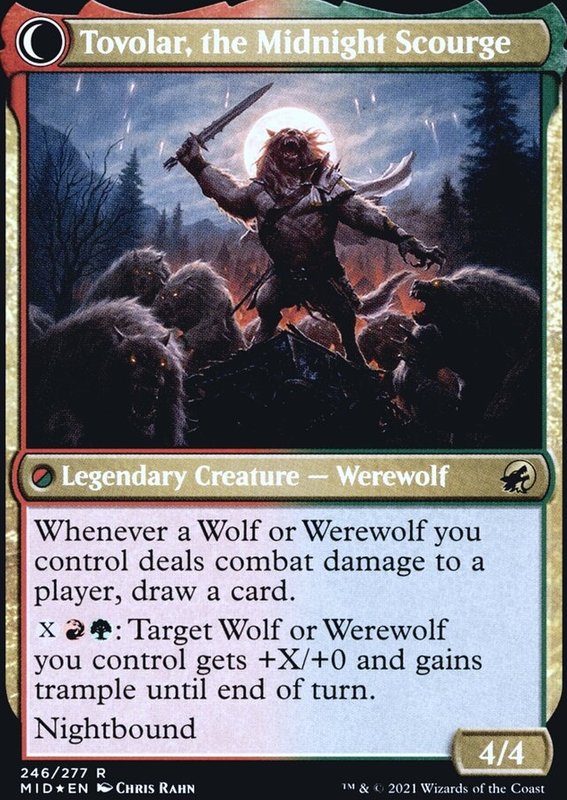 Tovolar, the Midnight Scourge
Legendary Creature — Werewolf
Whenever a Wolf or Werewolf you
control deals combat damage to a
player, draw a card.
X : Target Wolf or Werewolf
you control gets +X/+0 and gains
trample until end of turn.
Nightbound
4/4
246/277 R
MID★EN Chris Rahn
™ & © 2021 Wizards of the Coast